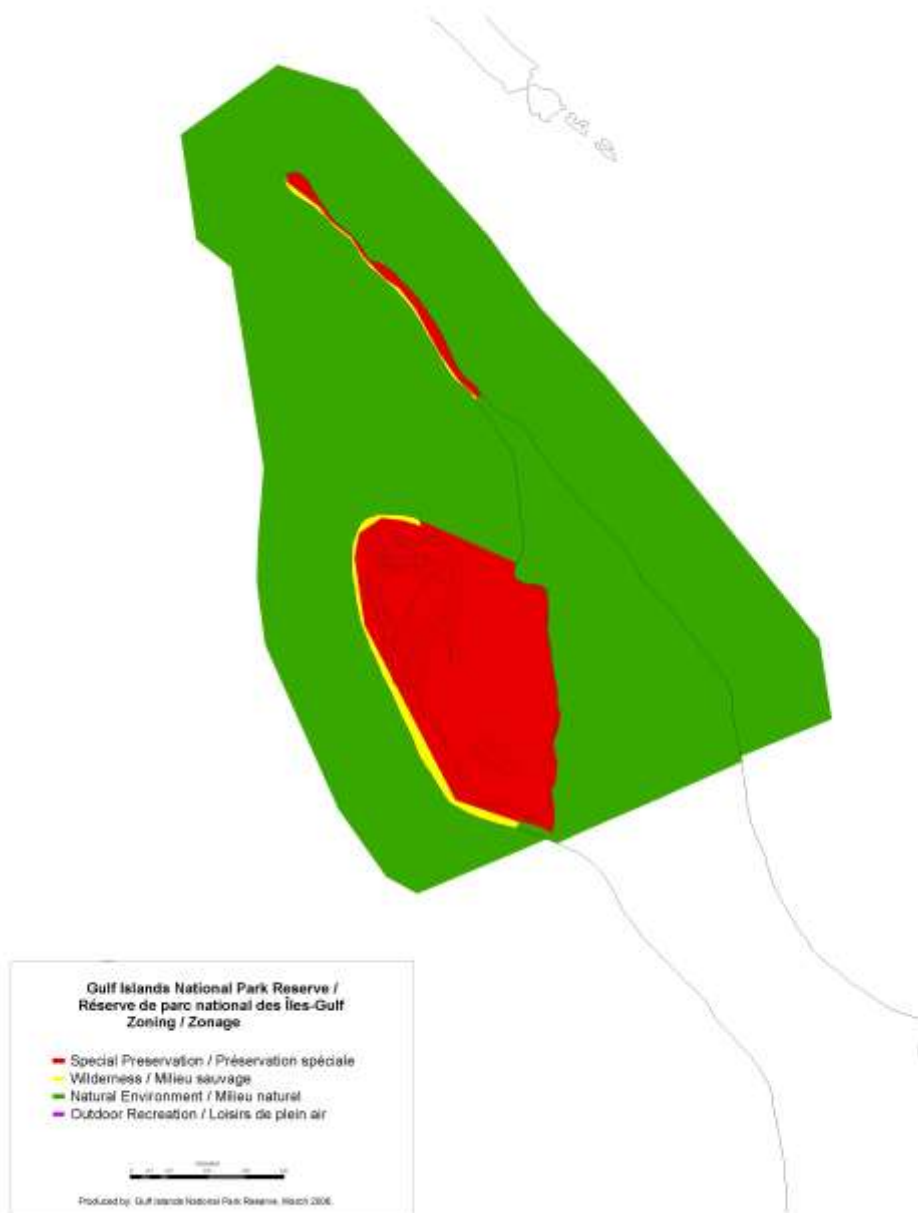 Gulf Islands National Park Reserve /
Réserve de parc national des Îles-Gulf
Zoning / Zonage
Special Preservation / Préservation spéciale
Wilderness / Milieu sauvage
Natural Environment / Milieu naturel
Outdoor Recreation / Loisirs de plein air
Produced by: Gulf Islands National Park Reserve, March 2006.